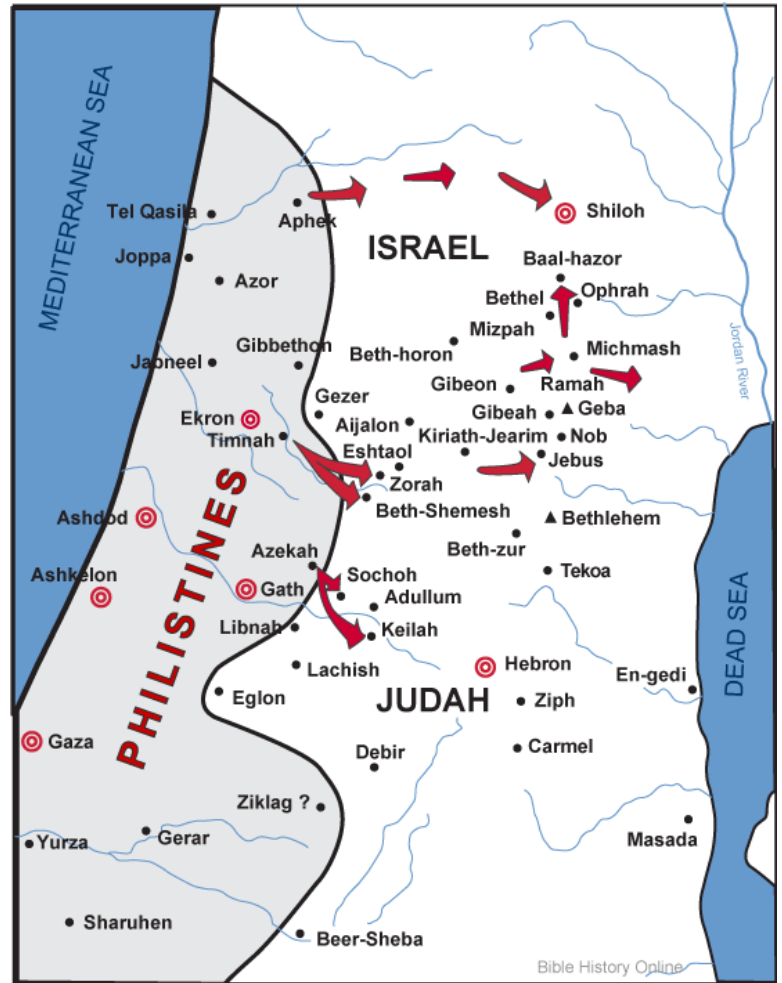 MEDITERRANEAN SEA
Tel Qasila
Aphek
Shiloh
Joppa
ISRAEL
Azor
Baal-hazor
Ophrah
Bethel
Mizpah
Jordan River
Jabneel
Gibbethon
Beth-horon
Michmash
Gibeon
Ramah
Gezer
Ekron
Aijalon
Gibeah
Geba
Timnah
Kiriath-Jearim
Nob
Eshtaol
Jebus
Zorah
Beth-Shemesh
Ashdod
Bethlehem
PHILISTINES
Azekah
Beth-zur
Ashkelon
Sochoh
Tekoa
Gath
Adullum
Libnah
Keilah
Lachish
Hebron
En-gedi
DEAD SEA
Eglon
JUDAH
Ziph
Gaza
Debir
Carmel
Ziklag ?
Yurza
Gerar
Masada
Sharuhen
Beer-Sheba
Bible History Online